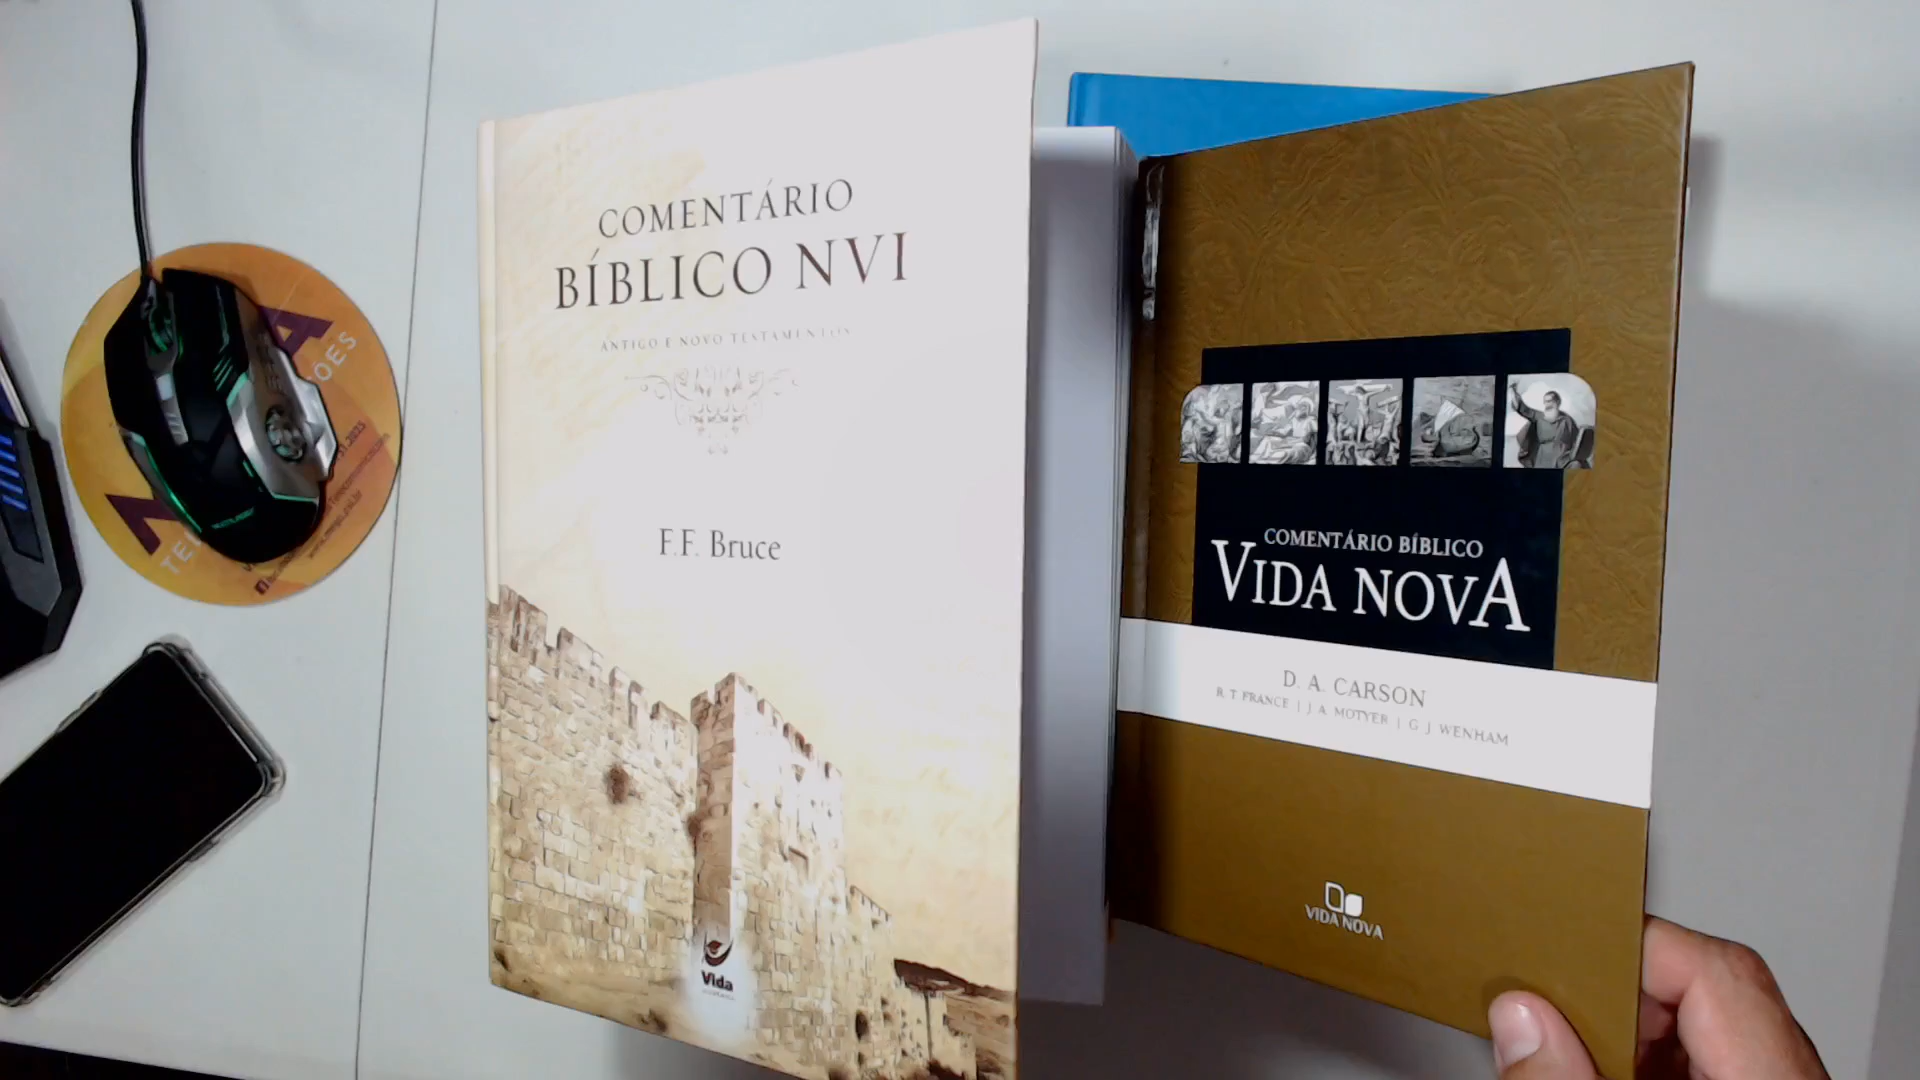 COMENTÁRIO
BÍBLICO NVI
ANTIGO E NOVO TESTAMENTOS
F.F. Bruce
Vida
COMENTÁRIO BÍBLICO
VIDA NOVA
D. A. CARSON
R. T. FRANCE | J. A. MOTYER | G. J. WENHAM
VIDA NOVA